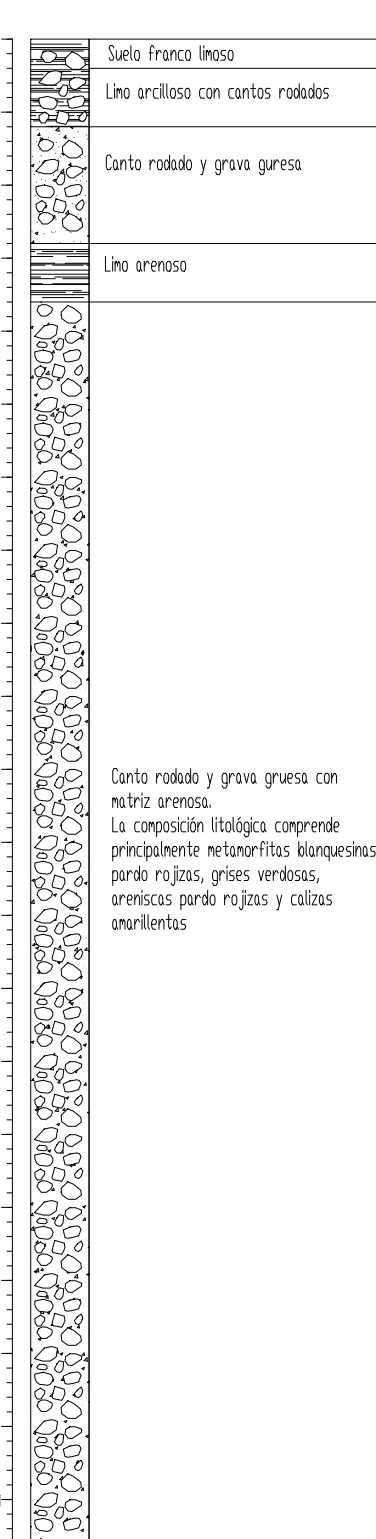 Suelo franco limoso
Limo arcilloso con cantos rodados
Canto rodado y grava guresa
Limo arenoso
Canto rodado y grava gruesa con
matriz arenosa.
La composición litológica comprende
principalmente metamorfitas blanquesinas
pardo rojizas, grises verdosas,
areniscas pardo rojizas y calizas
amarillentas